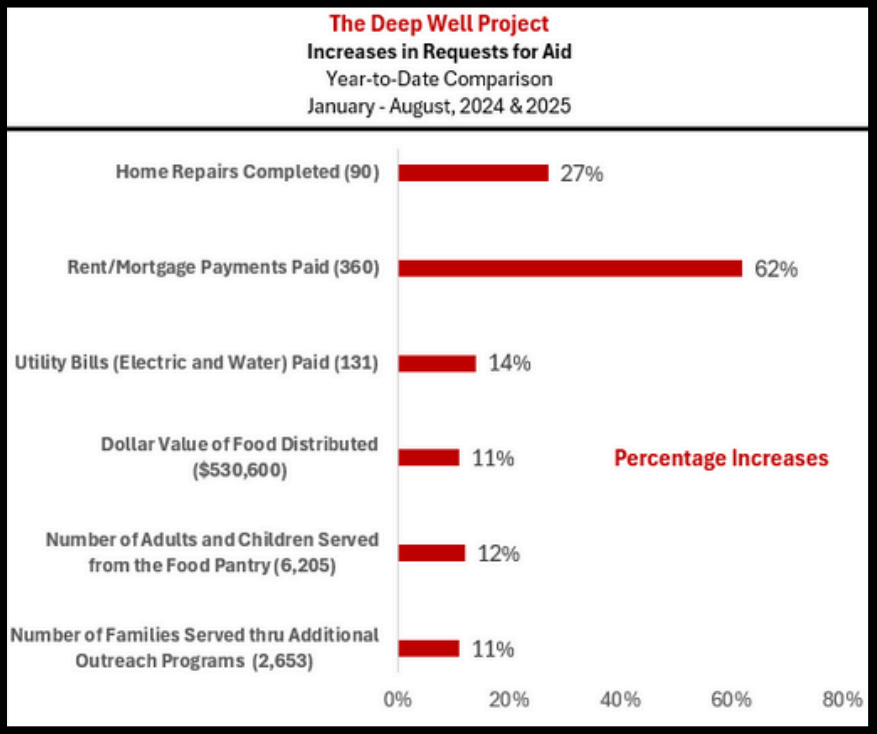 The Deep Well Project
Increases in Requests for Aid
Year-to-Date Comparison
January - August, 2024 & 2025
Home Repairs Completed (90)
27%
Rent/Mortgage Payments Paid (360)
62%
Utility Bills (Electric and Water) Paid (131)
14%
Dollar Value of Food Distributed
($530,600)
11%
Percentage Increases
Number of Adults and Children Served
from the Food Pantry (6,205)
12%
Number of Families Served thru Additional
Outreach Programs (2,653)
11%
0% 20% 40% 60% 80%